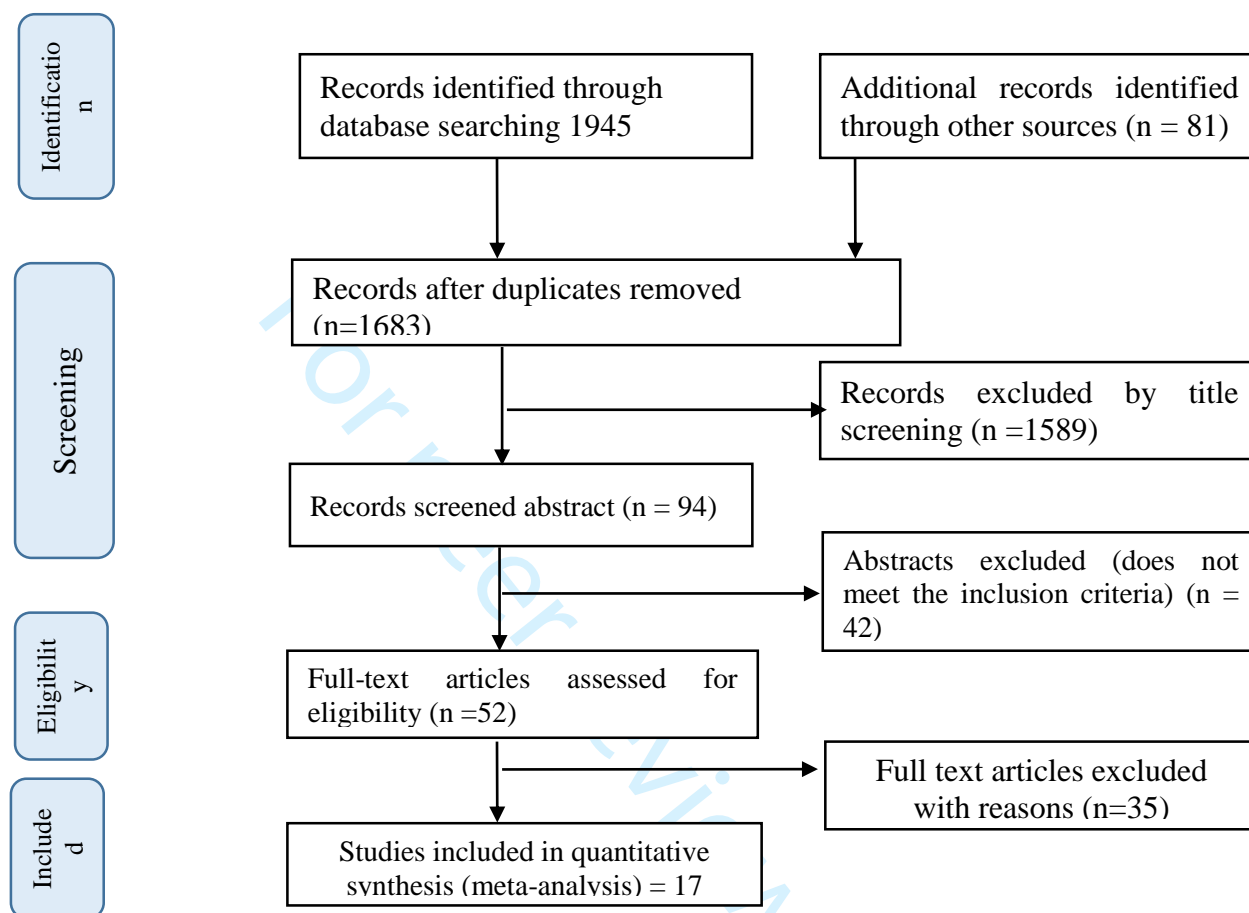 Identificatio
n
Records identified through
database searching 1945
Additional records identified
through other sources (n = 81)
Screening
Records after duplicates removed
(n=1683)
Records excluded by title
screening (n =1589)
Records screened abstract (n = 94)
Abstracts excluded (does not
meet the inclusion criteria) (n =
42)
Eligibilit
y
Full-text articles assessed for
eligibility (n =52)
Full text articles excluded
with reasons (n=35)
Include
d
Studies included in quantitative
synthesis (meta-analysis) = 17
For peer review